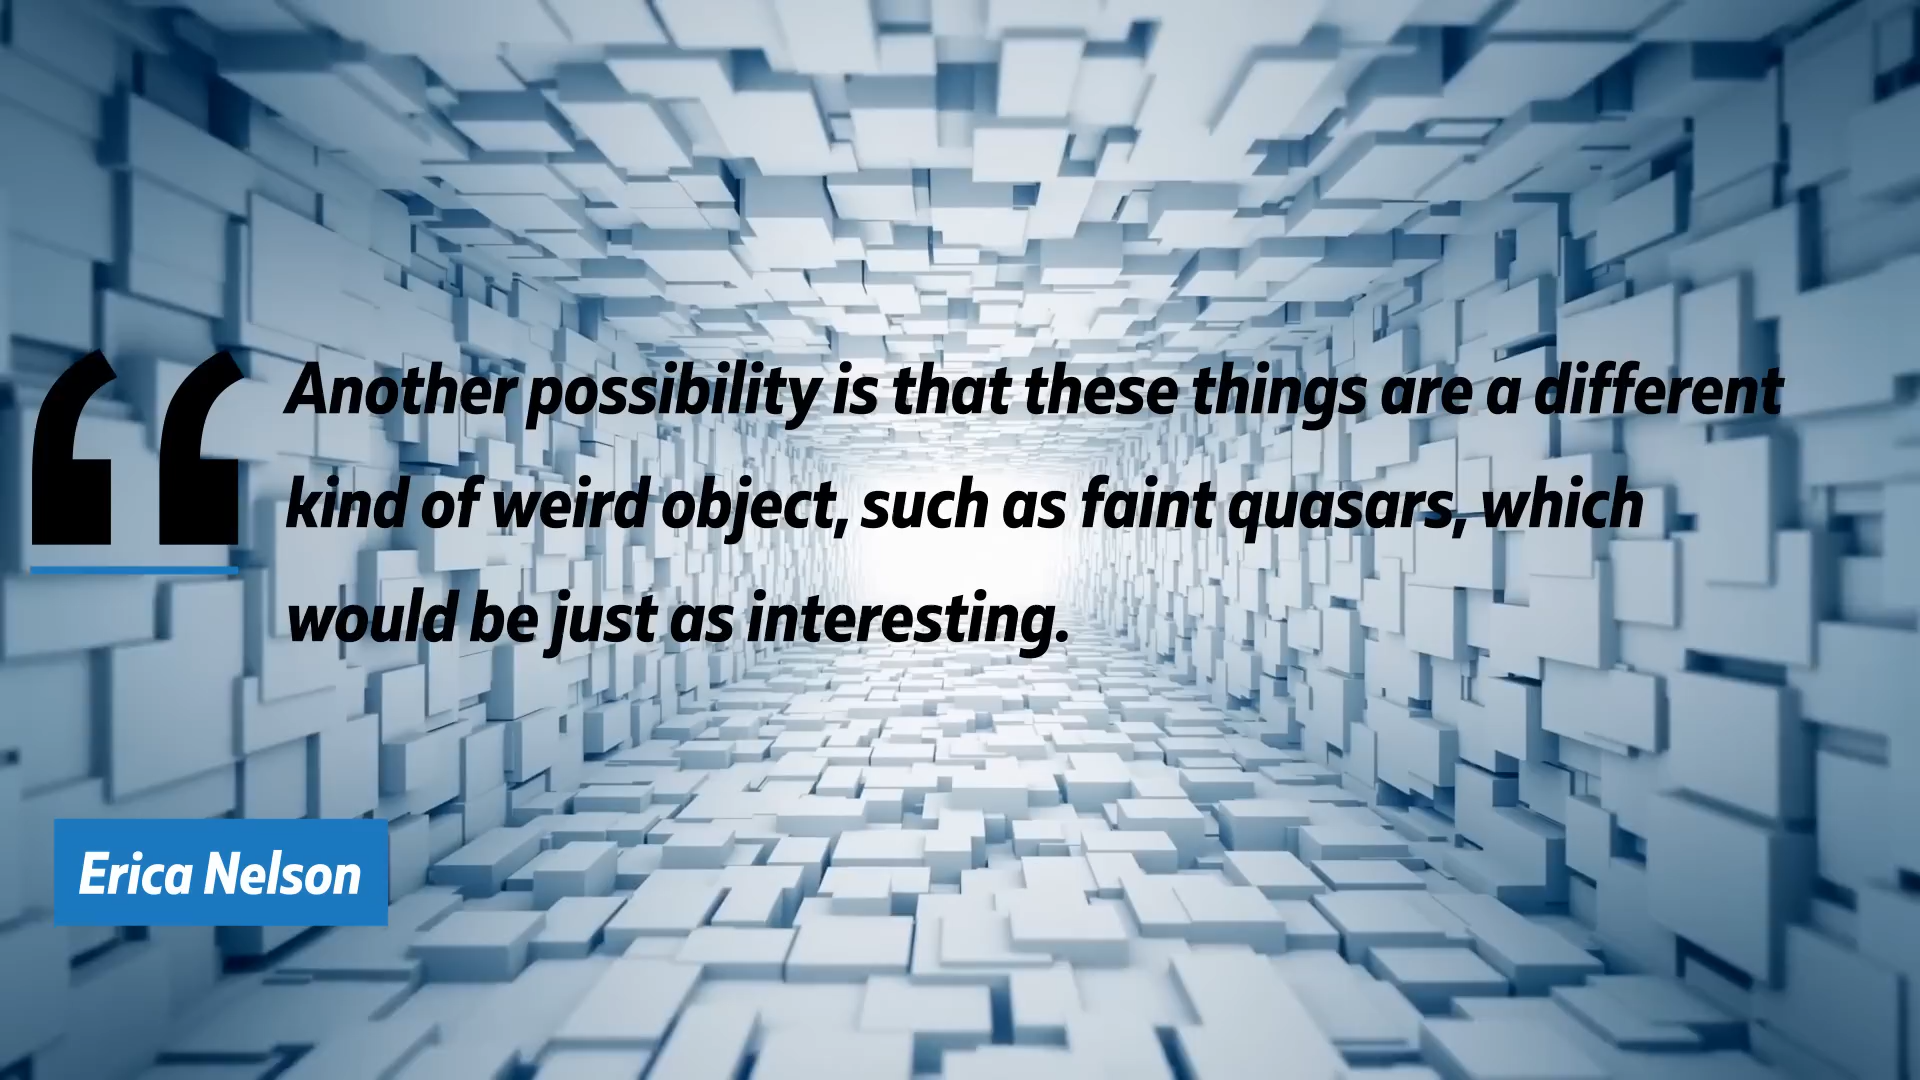 “
Another possibility is that these things are a different
kind of weird object, such as faint quasars, which
would be just as interesting.
Erica Nelson